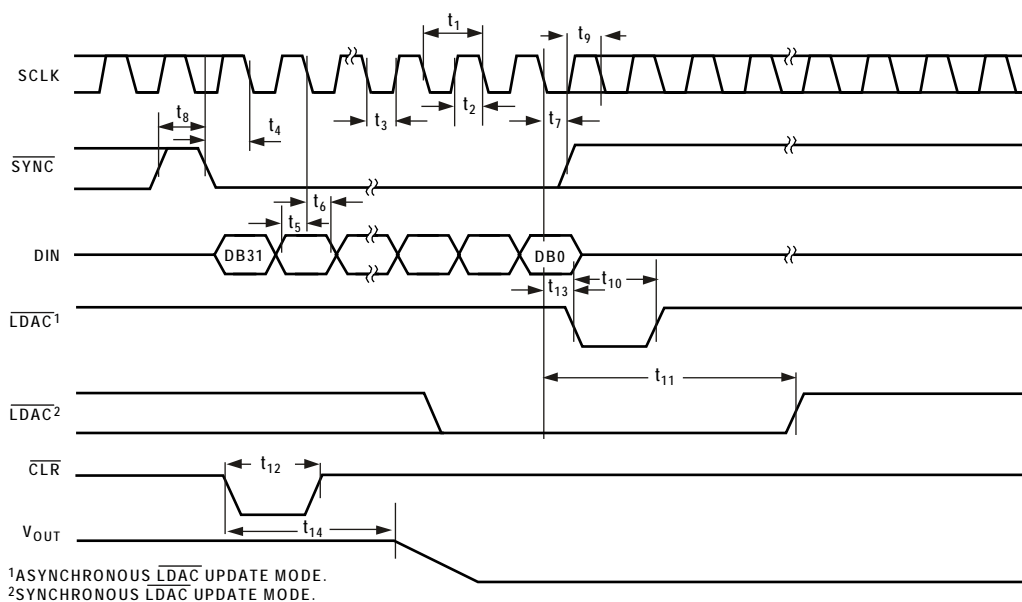 t1
t9
SCLK
t2
t3
t7
t8
t4
SYNC
t6
t5
DIN
DB31
DB0
t10
t13
LDAC1
t11
LDAC2
t12
CLR
t14
VOUT
1ASYNCHRONOUS LDAC UPDATE MODE.
2SYNCHRONOUS LDAC UPDATE MODE.